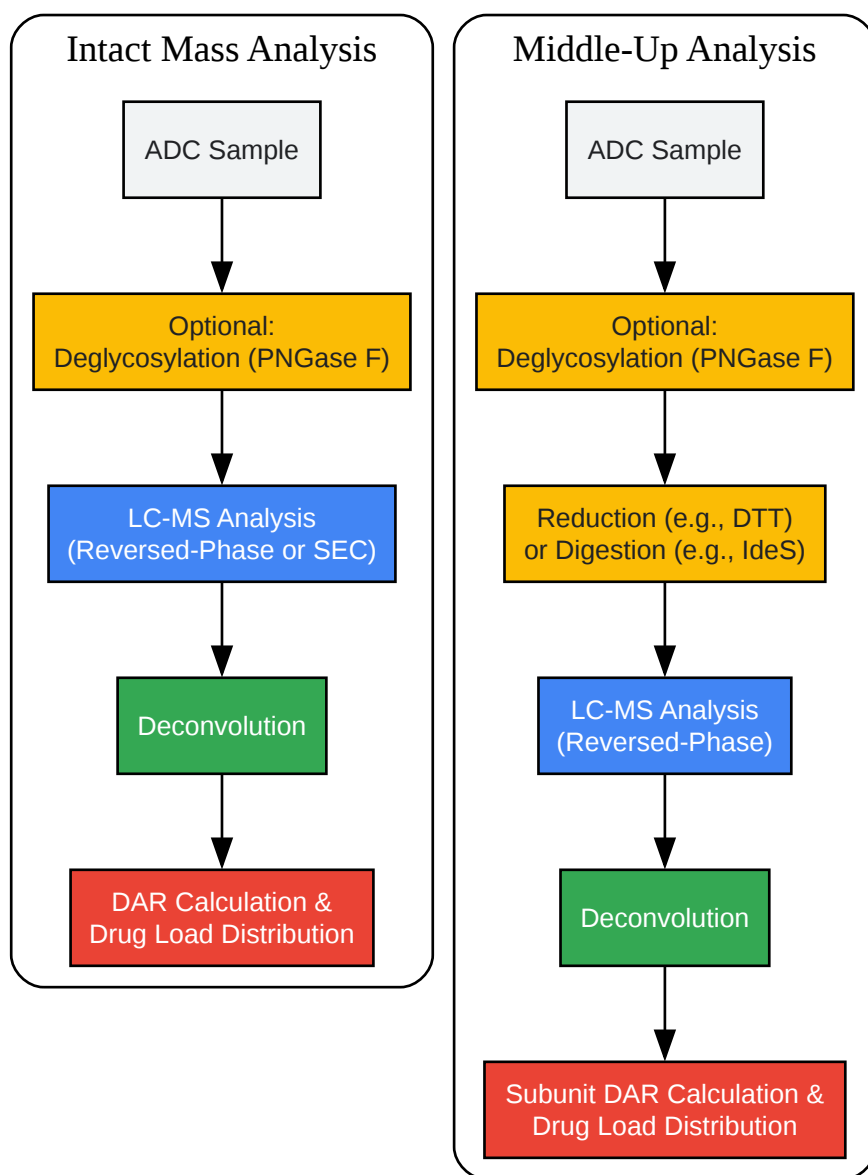 Intact Mass Analysis
ADC Sample
Optional:
Deglycosylation (PNGase F)
LC-MS Analysis
(Reversed-Phase or SEC)
Deconvolution
DAR Calculation &
Drug Load Distribution
Middle-Up Analysis
ADC Sample
Optional:
Deglycosylation (PNGase F)
Reduction (e.g., DTT)
or Digestion (e.g., IdeS)
LC-MS Analysis
(Reversed-Phase)
Deconvolution
Subunit DAR Calculation &
Drug Load Distribution